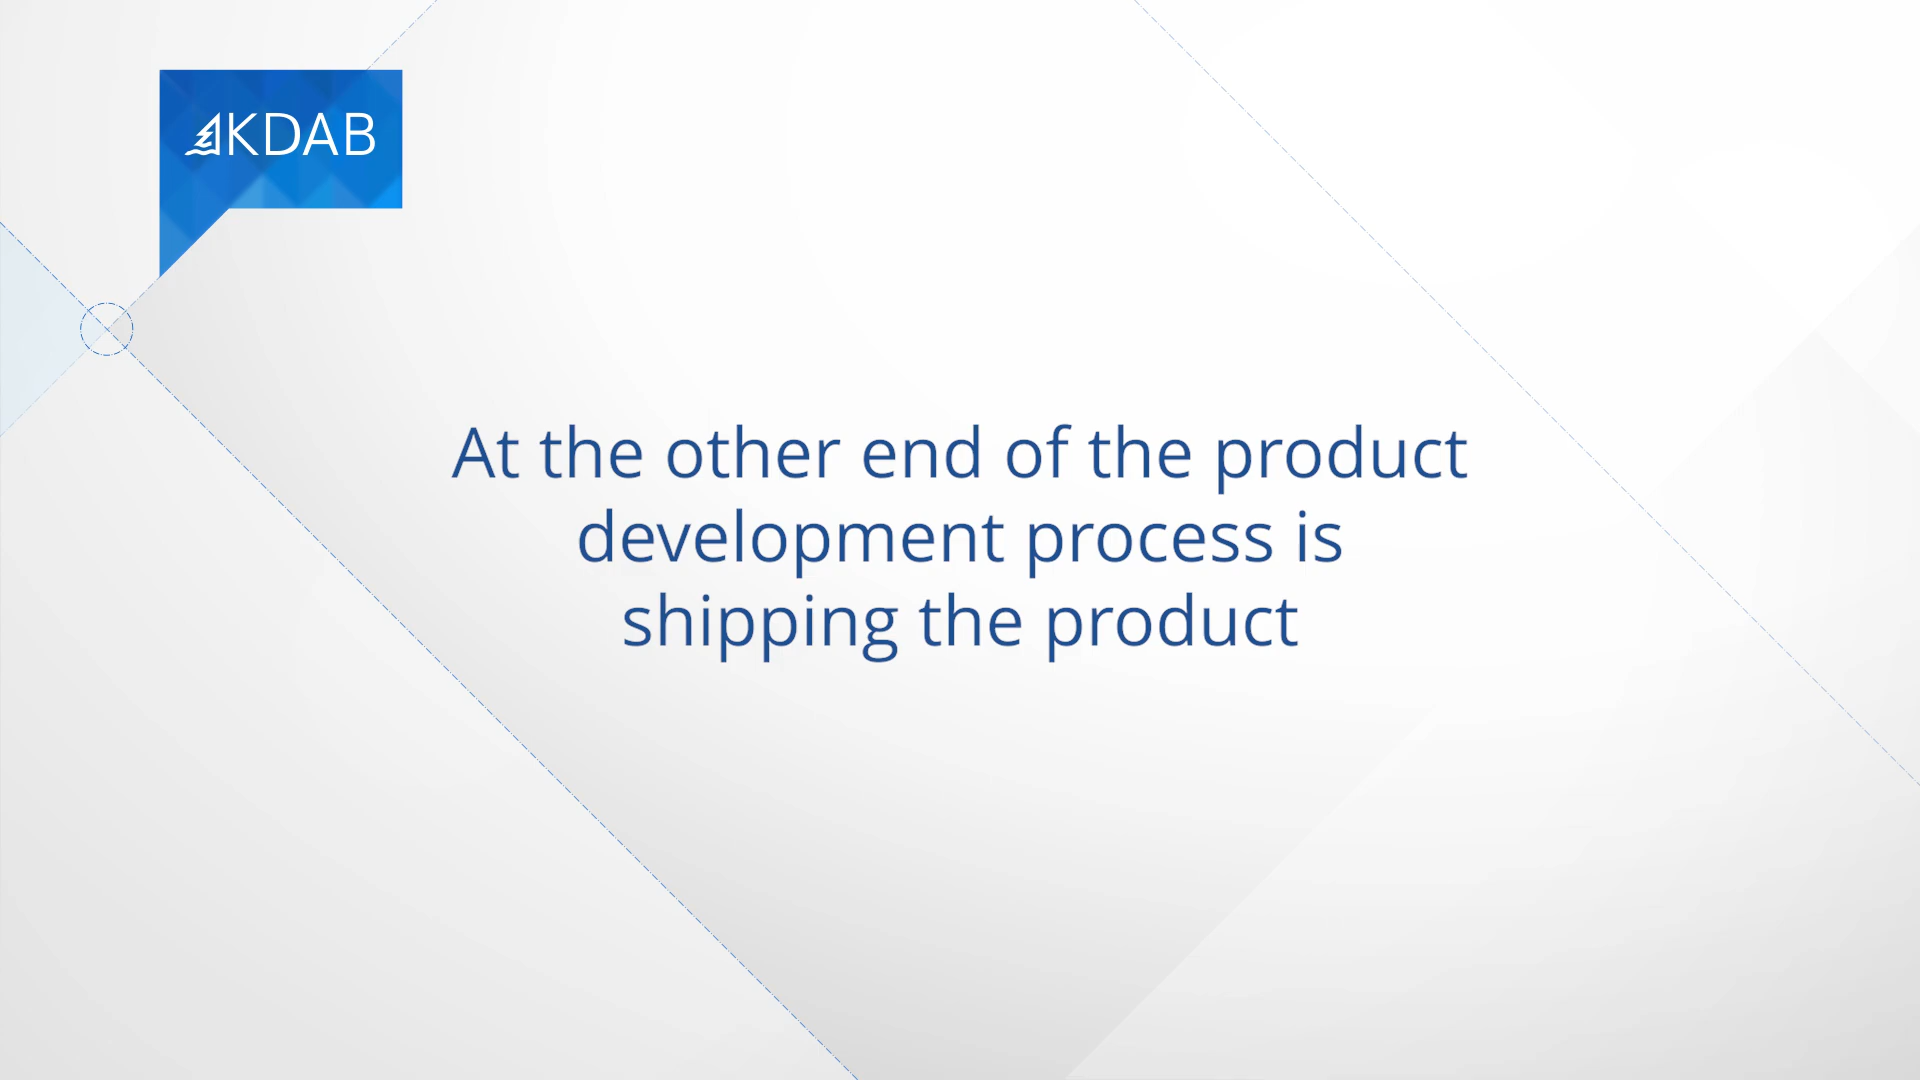 KDAB
At the other end of the product
development process is
shipping the product